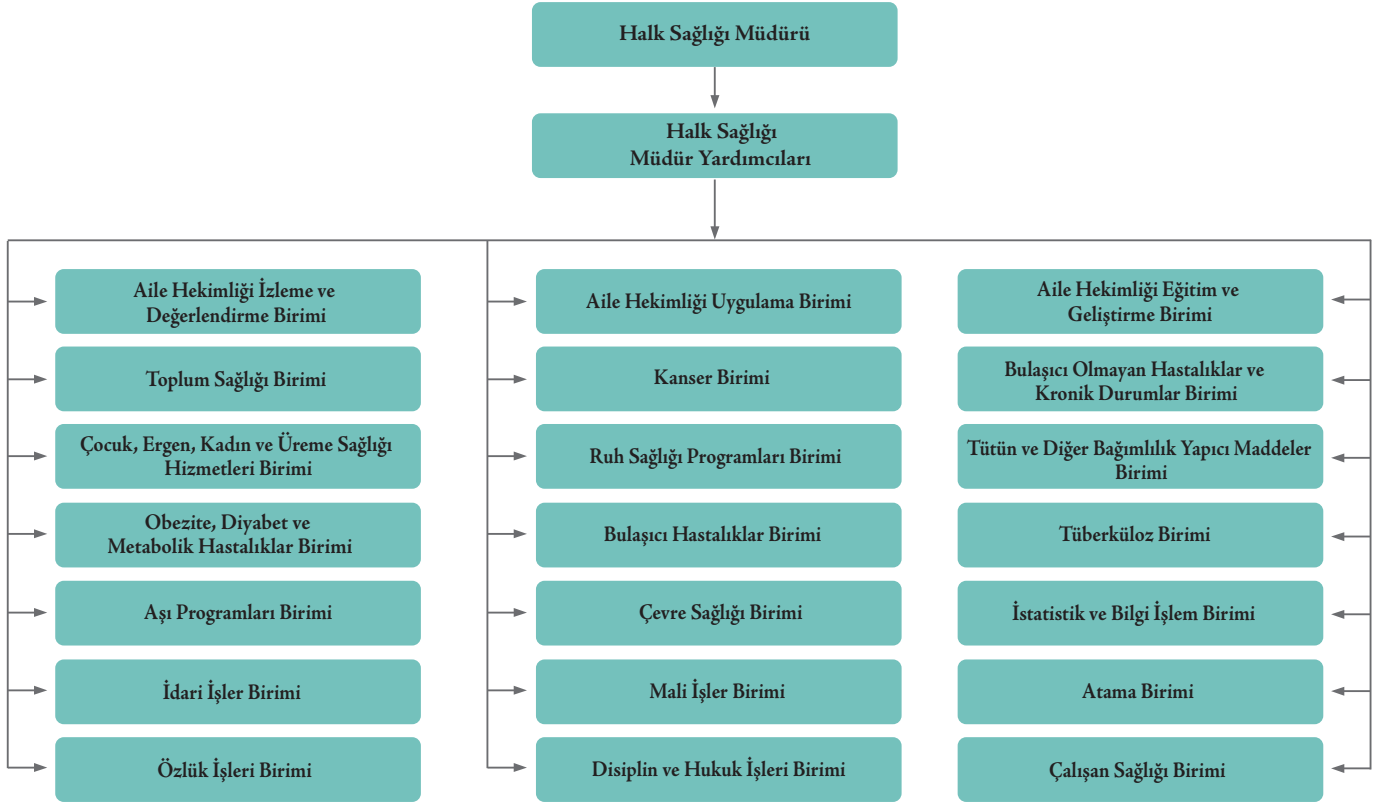 Halk Sağlığı Müdürü
Halk Sağlığı
Müdür Yardımcıları
Aile Hekimliği İzleme ve
Değerlendirme Birimi
Aile Hekimliği Uygulama Birimi
Aile Hekimliği Eğitim ve
Geliştirme Birimi
Toplum Sağlığı Birimi
Kanser Birimi
Bulaşıcı Olmayan Hastalıklar ve
Kronik Durumlar Birimi
Çocuk, Ergen, Kadın ve Üreme Sağlığı
Hizmetleri Birimi
Ruh Sağlığı Programları Birimi
Tütün ve Diğer Bağımlılık Yapıcı Maddeler
Birimi
Obezite, Diyabet ve
Metabolik Hastalıklar Birimi
Bulaşıcı Hastalıklar Birimi
Tüberküloz Birimi
Aşı Programları Birimi
Çevre Sağlığı Birimi
İstatistik ve Bilgi İşlem Birimi
İdari İşler Birimi
Mali İşler Birimi
Atama Birimi
Özlük İşleri Birimi
Disiplin ve Hukuk İşleri Birimi
Çalışan Sağlığı Birimi